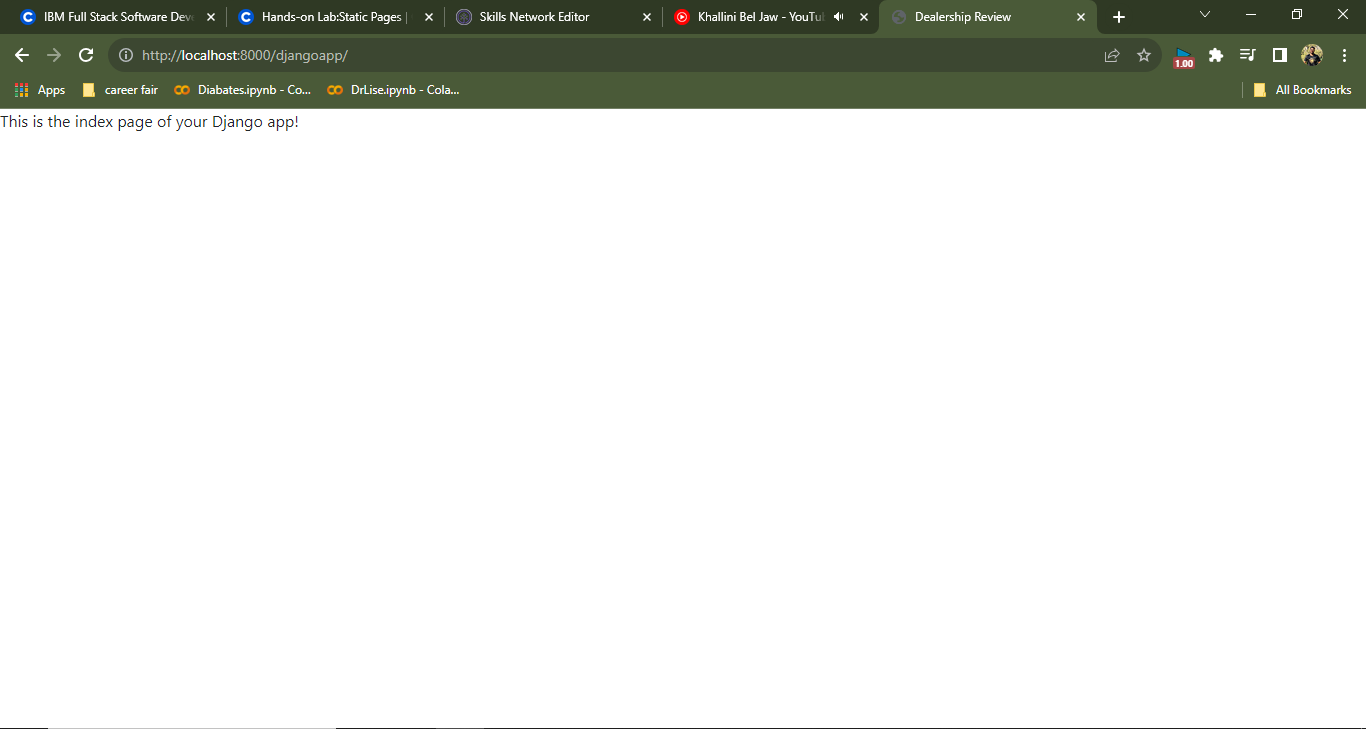 IBM Full Stack Software Deve
Hands-on Lab:Static Pages |
Skills Network Editor
Khallini Bel Jaw - YouTu
Dealership Review
http://localhost:8000/djangoapp/
1.00
Apps
career fair
Diabates.ipynb - Co...
DrLise.ipynb - Cola...
All Bookmarks
This is the index page of your Django app!